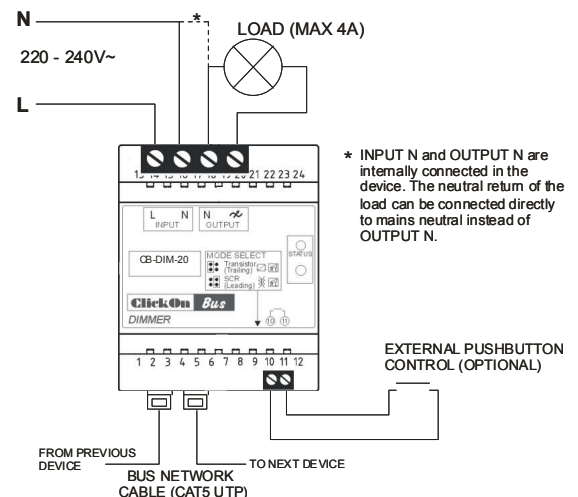 N
*
LOAD (MAX 4A)
220 - 240V~
L
* INPUT N and OUTPUT N are
internally connected in the
device. The neutral return of the
load can be connected directly
to mains neutral instead of
OUTPUT N.
13 14 15 16 17 18 19 20 21 22 23 24
L N N
INPUT OUTPUT
CB-DIM-20
MODE SELECT
Transistor
(Trailing)
SCR
(Leading)
STATUS
ClickOn Bus
DIMMER
10 11
1 2 3 4 5 6 7 8 9 10 11 12
EXTERNAL PUSHBUTTON
CONTROL (OPTIONAL)
FROM PREVIOUS
DEVICE
TO NEXT DEVICE
BUS NETWORK
CABLE (CAT5 UTP)